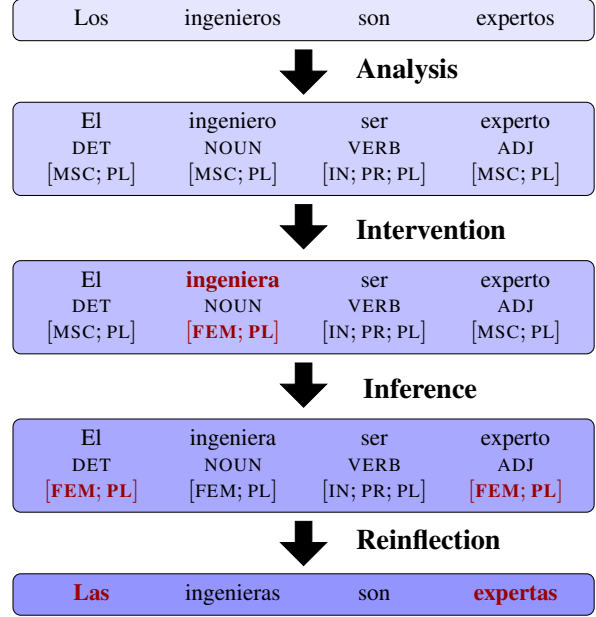 Los ingenieros son expertos
Analysis
El ingeniero ser experto
DET NOUN VERB ADJ
[MSC; PL] [MSC; PL] [IN; PR; PL] [MSC; PL]
Intervention
El ingeniera ser experto
DET NOUN VERB ADJ
[MSC; PL] [FEM; PL] [IN; PR; PL] [MSC; PL]
Inference
El ingeniera ser experto
DET NOUN VERB ADJ
[FEM; PL] [FEM; PL] [IN; PR; PL] [FEM; PL]
Reinflection
Las ingenieras son expertas